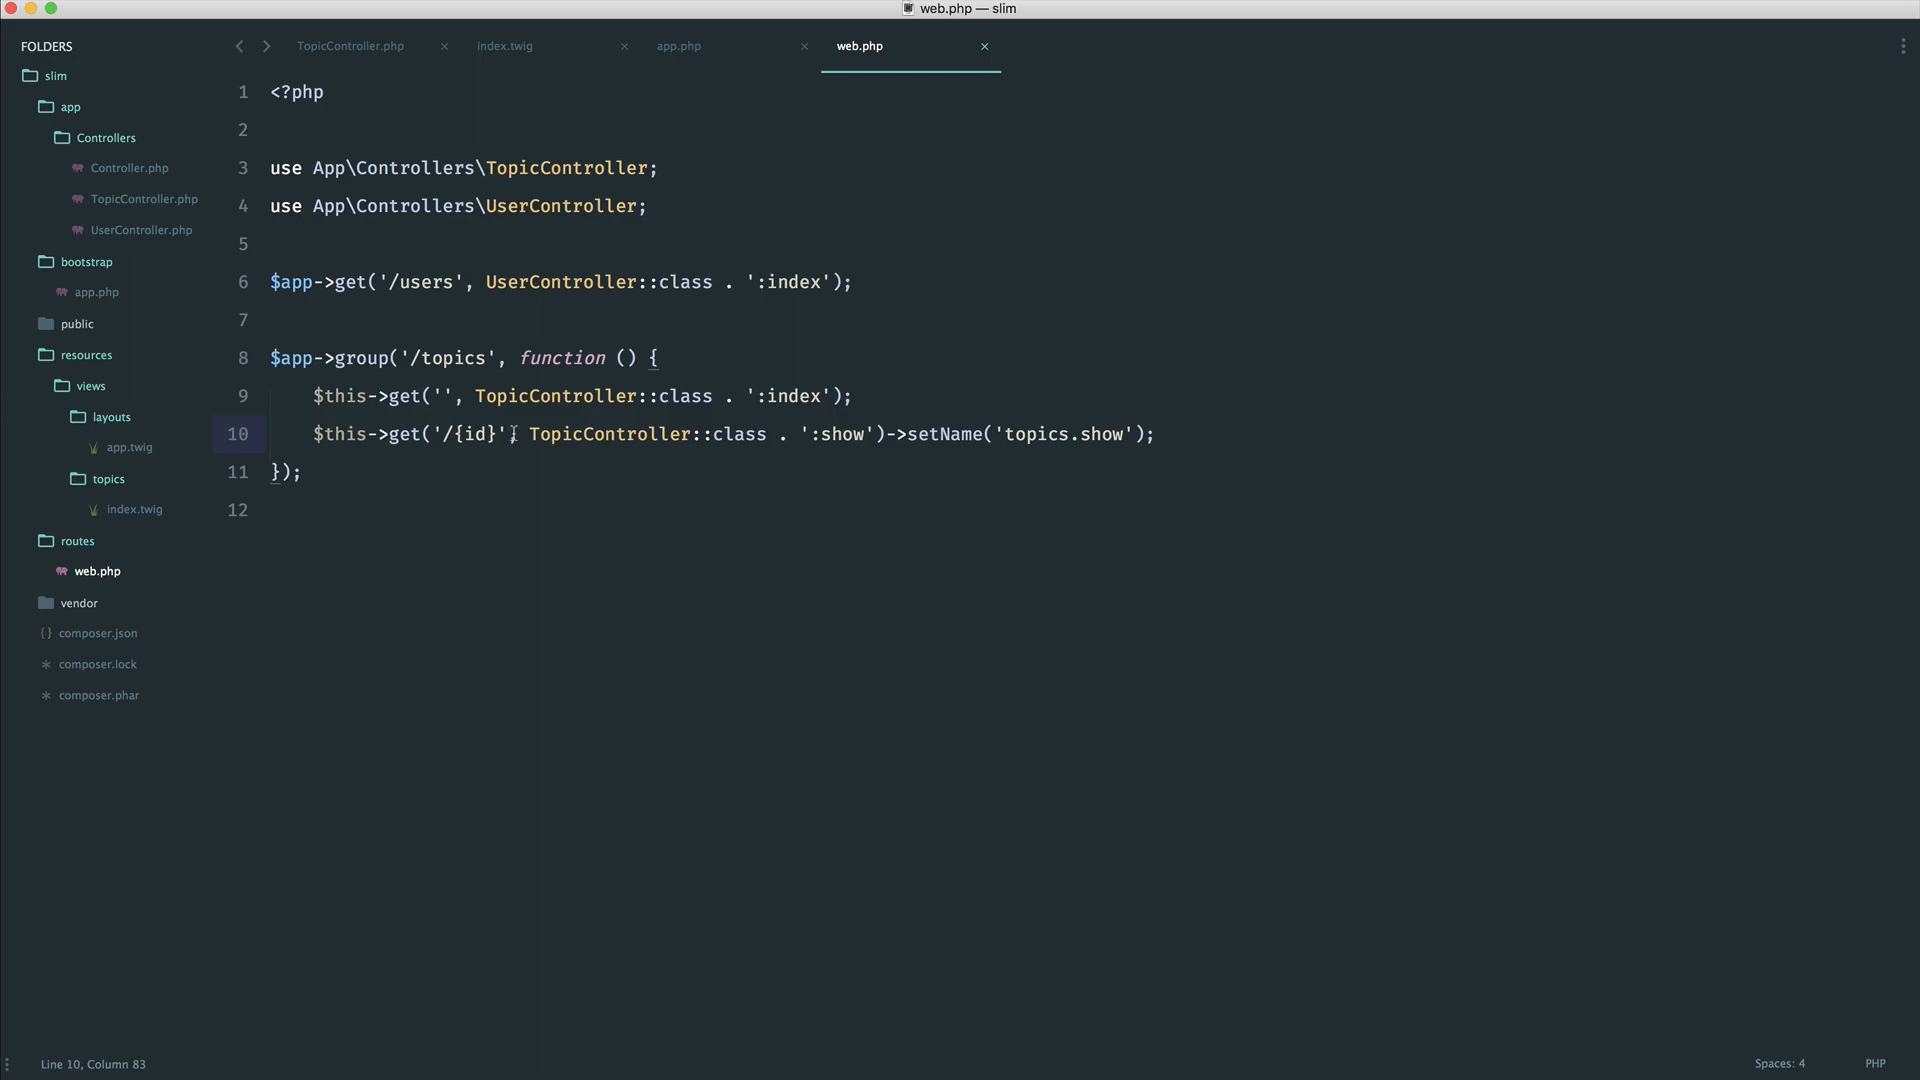 web.php — slim
FOLDERS
slim
app
Controllers
Controller.php
TopicController.php
UserController.php
bootstrap
app.php
public
resources
views
layouts
app.twig
topics
index.twig
routes
web.php
vendor
composer.json
composer.lock
composer.phar
TopicController.php
index.twig
app.php
web.php
1 <?php
2
3 use App\Controllers\TopicController;
4 use App\Controllers\UserController;
5
6 $app->get('/users', UserController::class . ':index');
7
8 $app->group('/topics', function () {
9 $this->get('', TopicController::class . ':index');
10 $this->get('/{id}', TopicController::class . ':show')->setName('topics.show');
11 });
12
Line 10, Column 83
Spaces: 4
PHP